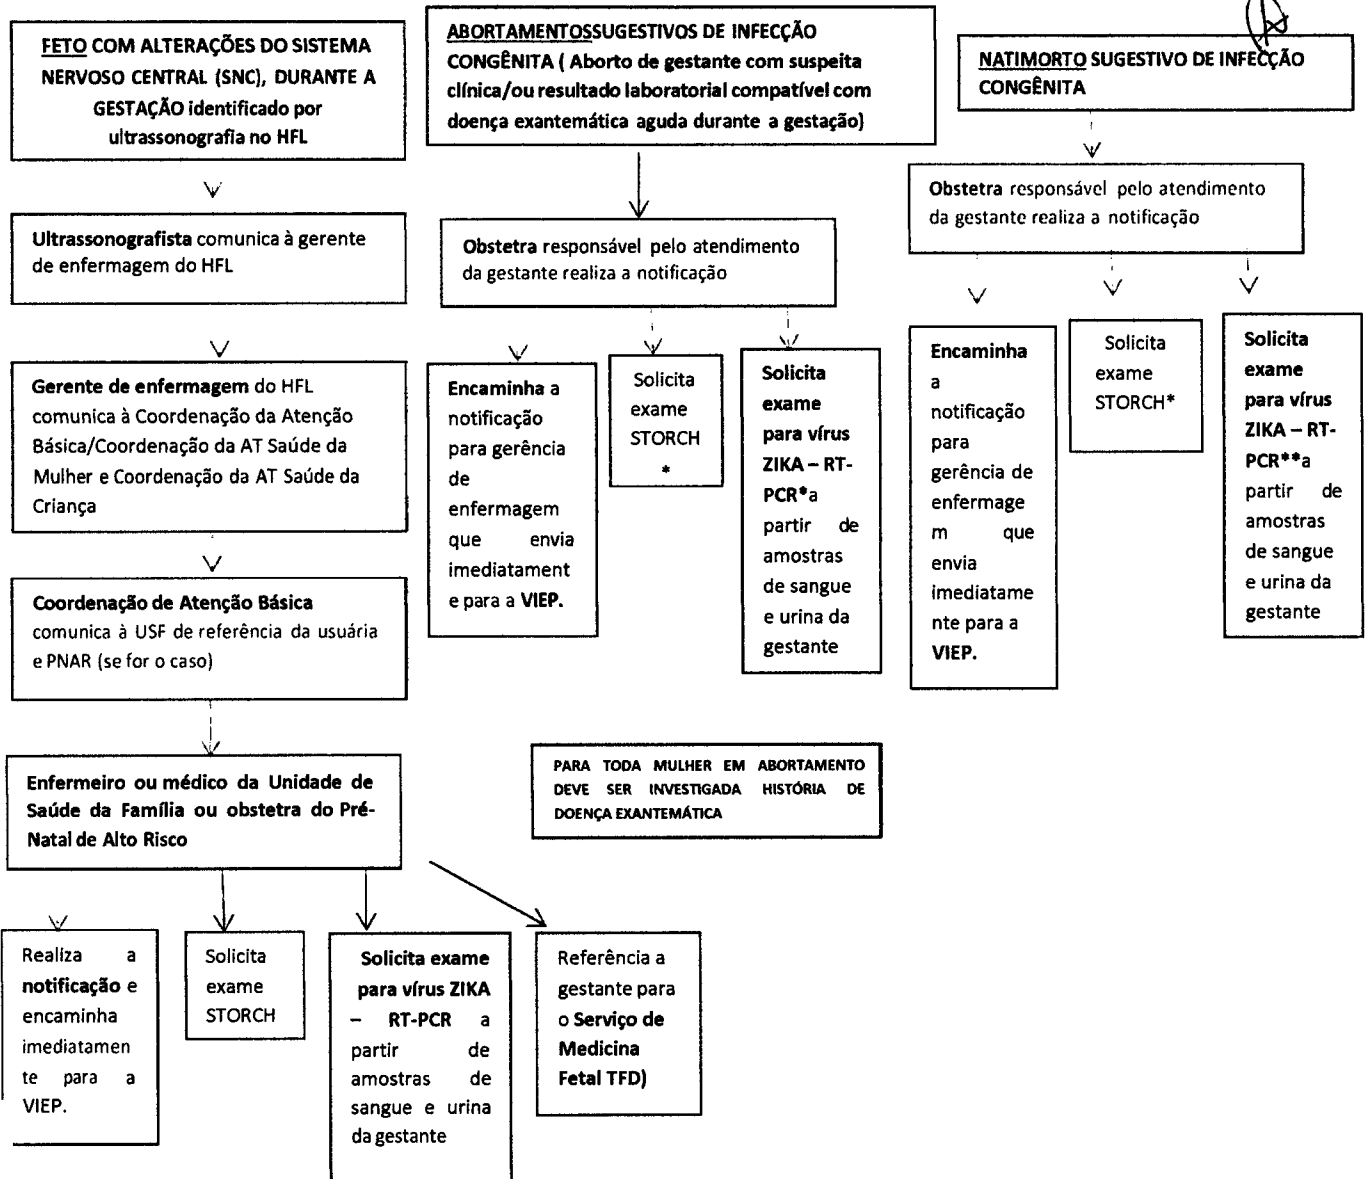 FETO COM ALTERAÇÕES DO SISTEMA
NERVOSO CENTRAL (SNC), DURANTE A
GESTAÇÃO identificado por
ultrassonografia no HFL
Ultrassonografista comunica à gerente
de enfermagem do HFL
Gerente de enfermagem do HFL
comunica à Coordenação da Atenção
Básica/Coordenação da AT Saúde da
Mulher e Coordenação da AT Saúde da
Criança
Coordenação de Atenção Básica
comunica à USF de referência da usuária
e PNAR (se for o caso)
Enfermeiro ou médico da Unidade de
Saúde da Família ou obstetra do Pré-
Natal de Alto Risco
Realiza a
notificação e
encaminha
imediatamen
te para a
VIEP.
Solicita
exame
STORCH
Solicita exame
para vírus ZIKA
– RT-PCR a
partir de
amostras de
sangue e urina
da gestante
Referência a
gestante para
o Serviço de
Medicina
Fetal TFD)
ABORTAMENTOSSUGESTIVOS DE INFECÇÃO
CONGÊNITA ( Aborto de gestante com suspeita
clínica/ou resultado laboratorial compatível com
doença exantemática aguda durante a gestação)
Obstetra responsável pelo atendimento
da gestante realiza a notificação
Encaminha a
notificação
para gerência
de
enfermagem
que envia
imediatament
e para a VIEP.
Solicita
exame
STORCH
*
Solicita
exame
para vírus
ZIKA – RT-
PCR*a
partir de
amostras
de sangue
e urina da
gestante
PARA TODA MULHER EM ABORTAMENTO
DEVE SER INVESTIGADA HISTÓRIA DE
DOENÇA EXANTEMÁTICA
NATIMORTO SUGESTIVO DE INFECÇÃO
CONGÊNITA
Obstetra responsável pelo atendimento
da gestante realiza a notificação
Encaminha
a
notificação
para
gerência de
enfermage
m que
envia
imediatame
nte para a
VIEP.
Solicita
exame
STORCH*
Solicita
exame
para vírus
ZIKA – RT-
PCR**a
partir de
amostras
de sangue
e urina da
gestante